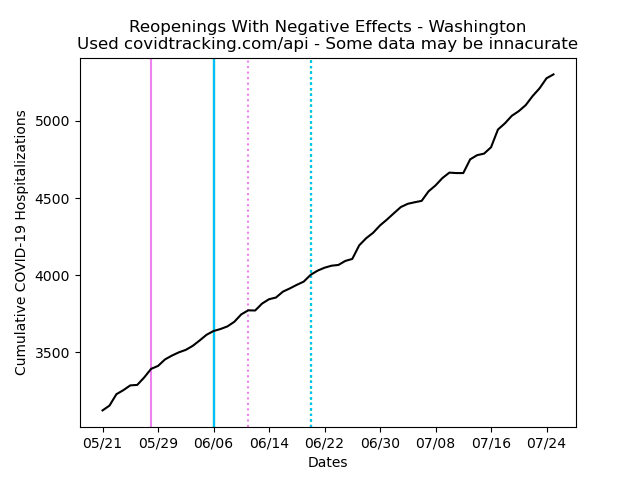 Reopenings With Negative Effects - Washington
Used covidtracking.com/api - Some data may be innacurate
Cumulative COVID-19 Hospitalizations
5000
4500
4000
3500
05/21 05/29 06/06 06/14 06/22 06/30 07/08 07/16 07/24
Dates